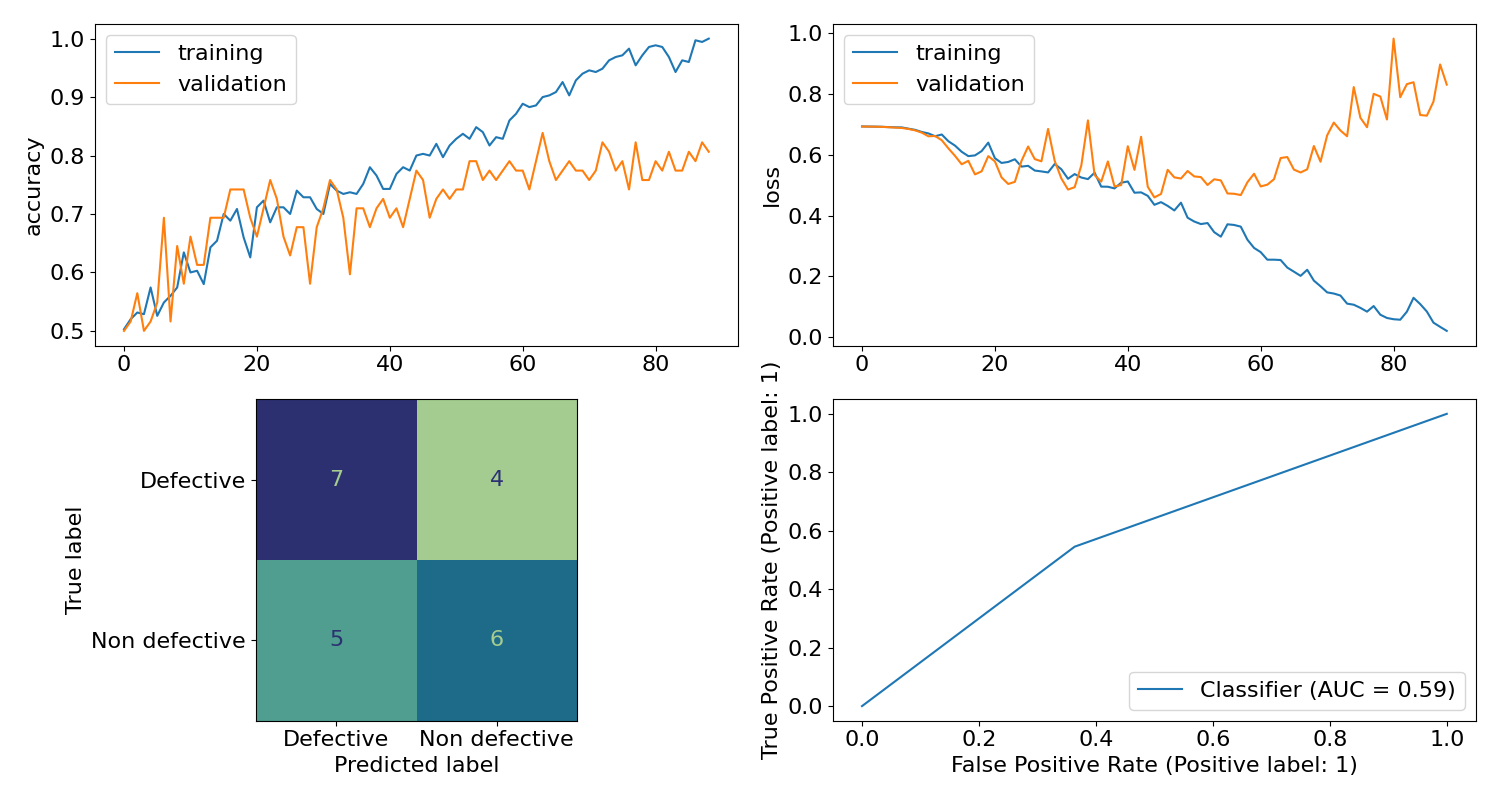 1.0
0.9
0.8
0.7
0.6
0.5
accuracy
training
validation
0
20
40
60
80
1.0
0.8
0.6
0.4
0.2
0.0
loss
training
validation
0
20
40
60
80
True label
Defective
Non defective
7
4
5
6
Defective
Non defective
Predicted label
True Positive Rate (Positive label: 1)
1.0
0.8
0.6
0.4
0.2
0.0
Classifier (AUC = 0.59)
0.0
0.2
0.4
0.6
0.8
1.0
False Positive Rate (Positive label: 1)